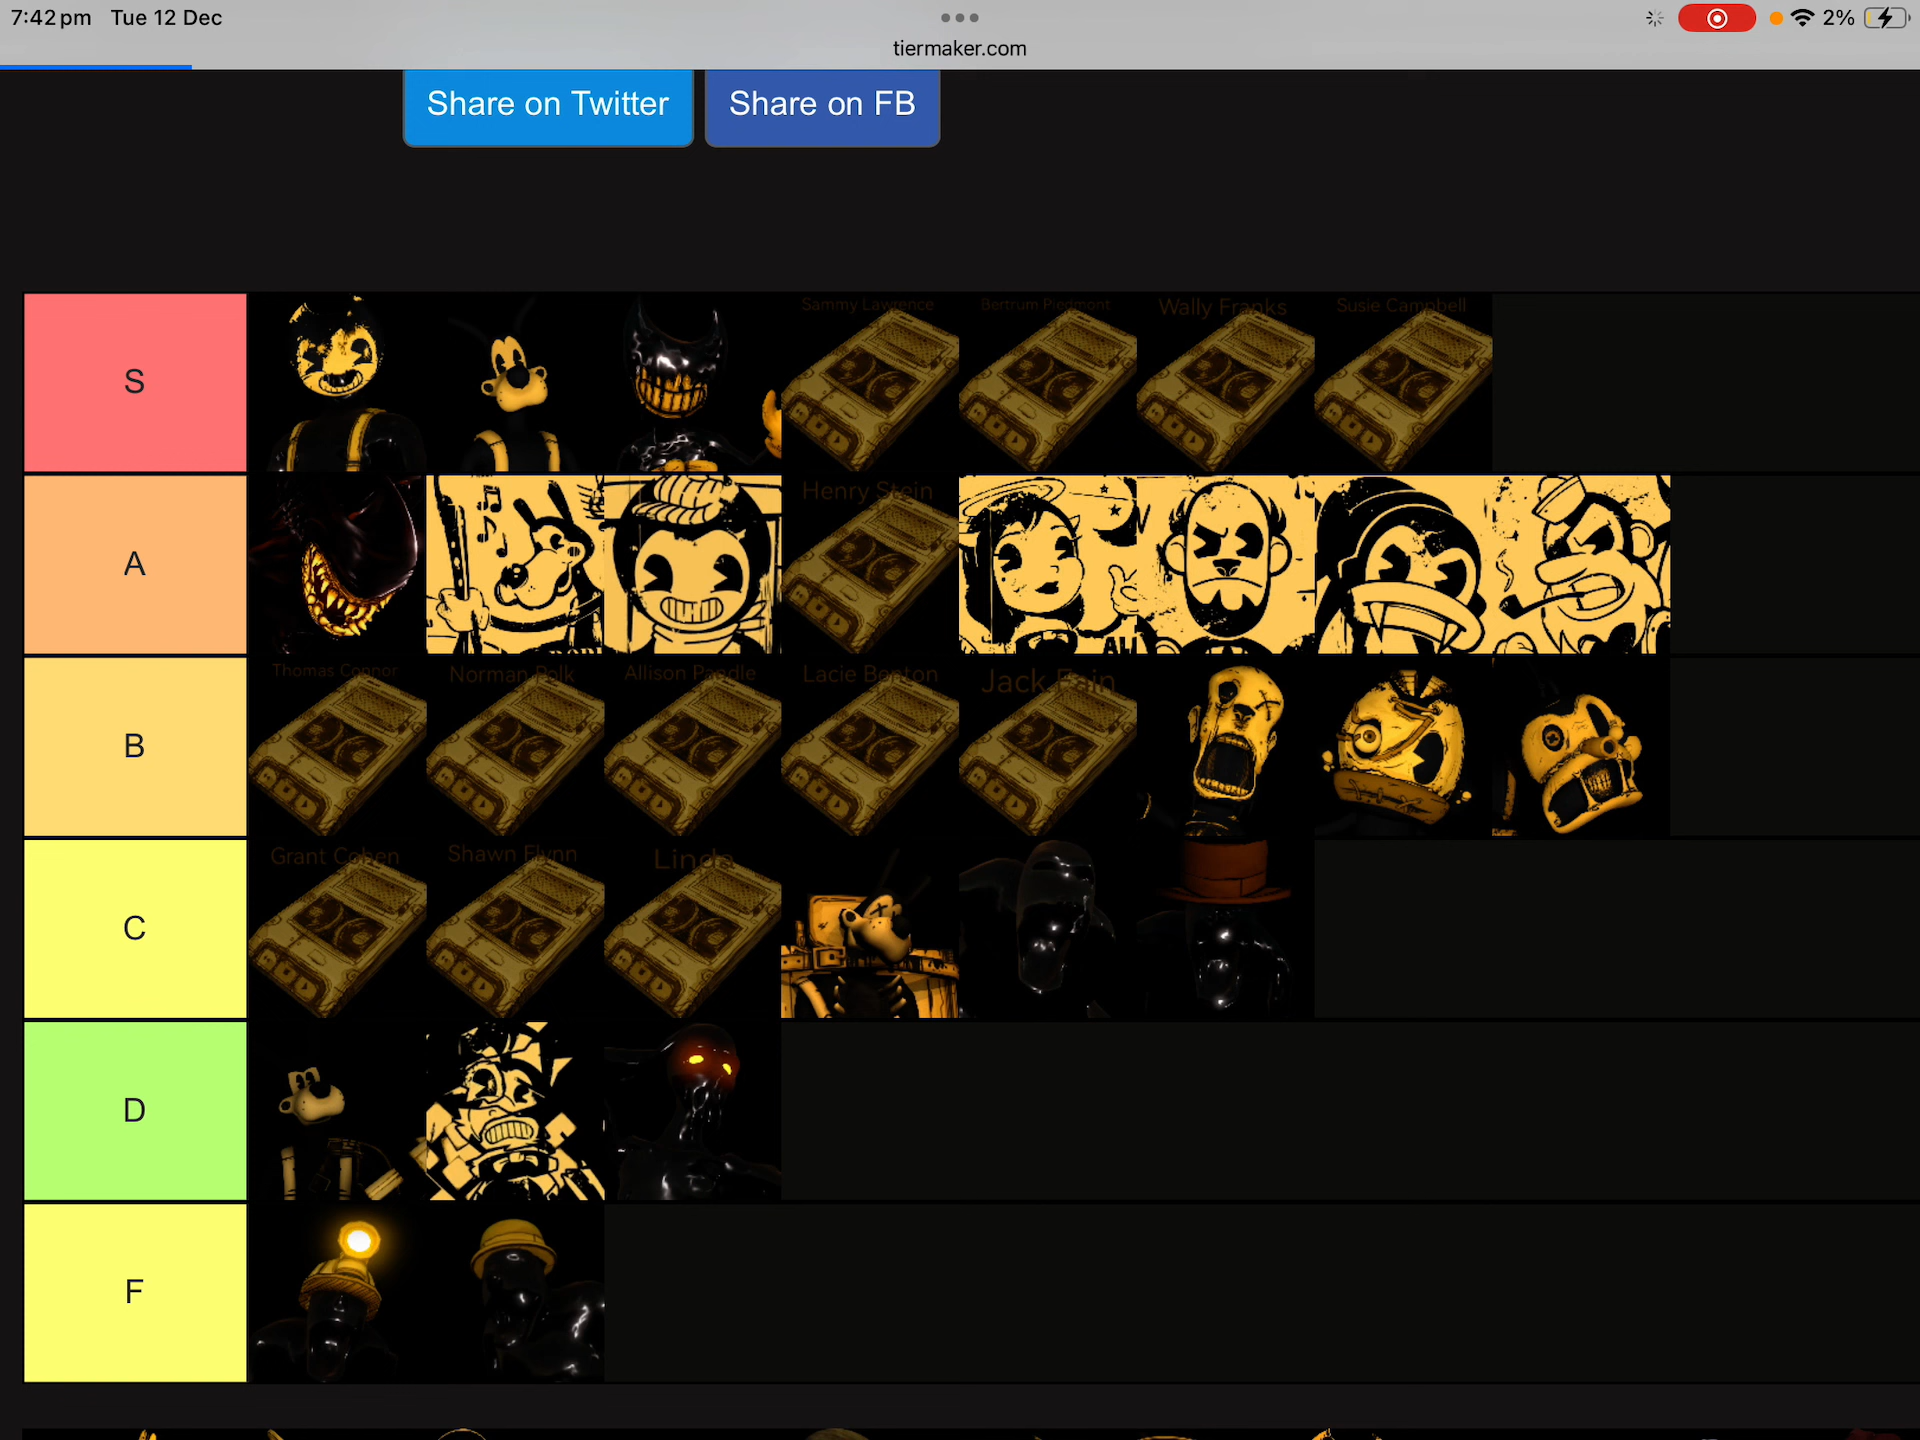 7:42 pm Tue 12 Dec
2%
tiermaker.com
Share on Twitter
Share on FB
S
Sammy Lawrence
Bertrum Piedmont
Wally Franks
Susie Campbell
A
Henry Stein
B
Thomas Connor
Norman Polk
Allison Pendle
Lacie Benton
Jack Fain
C
Grant Cohen
Shawn Flynn
Linda
D
F